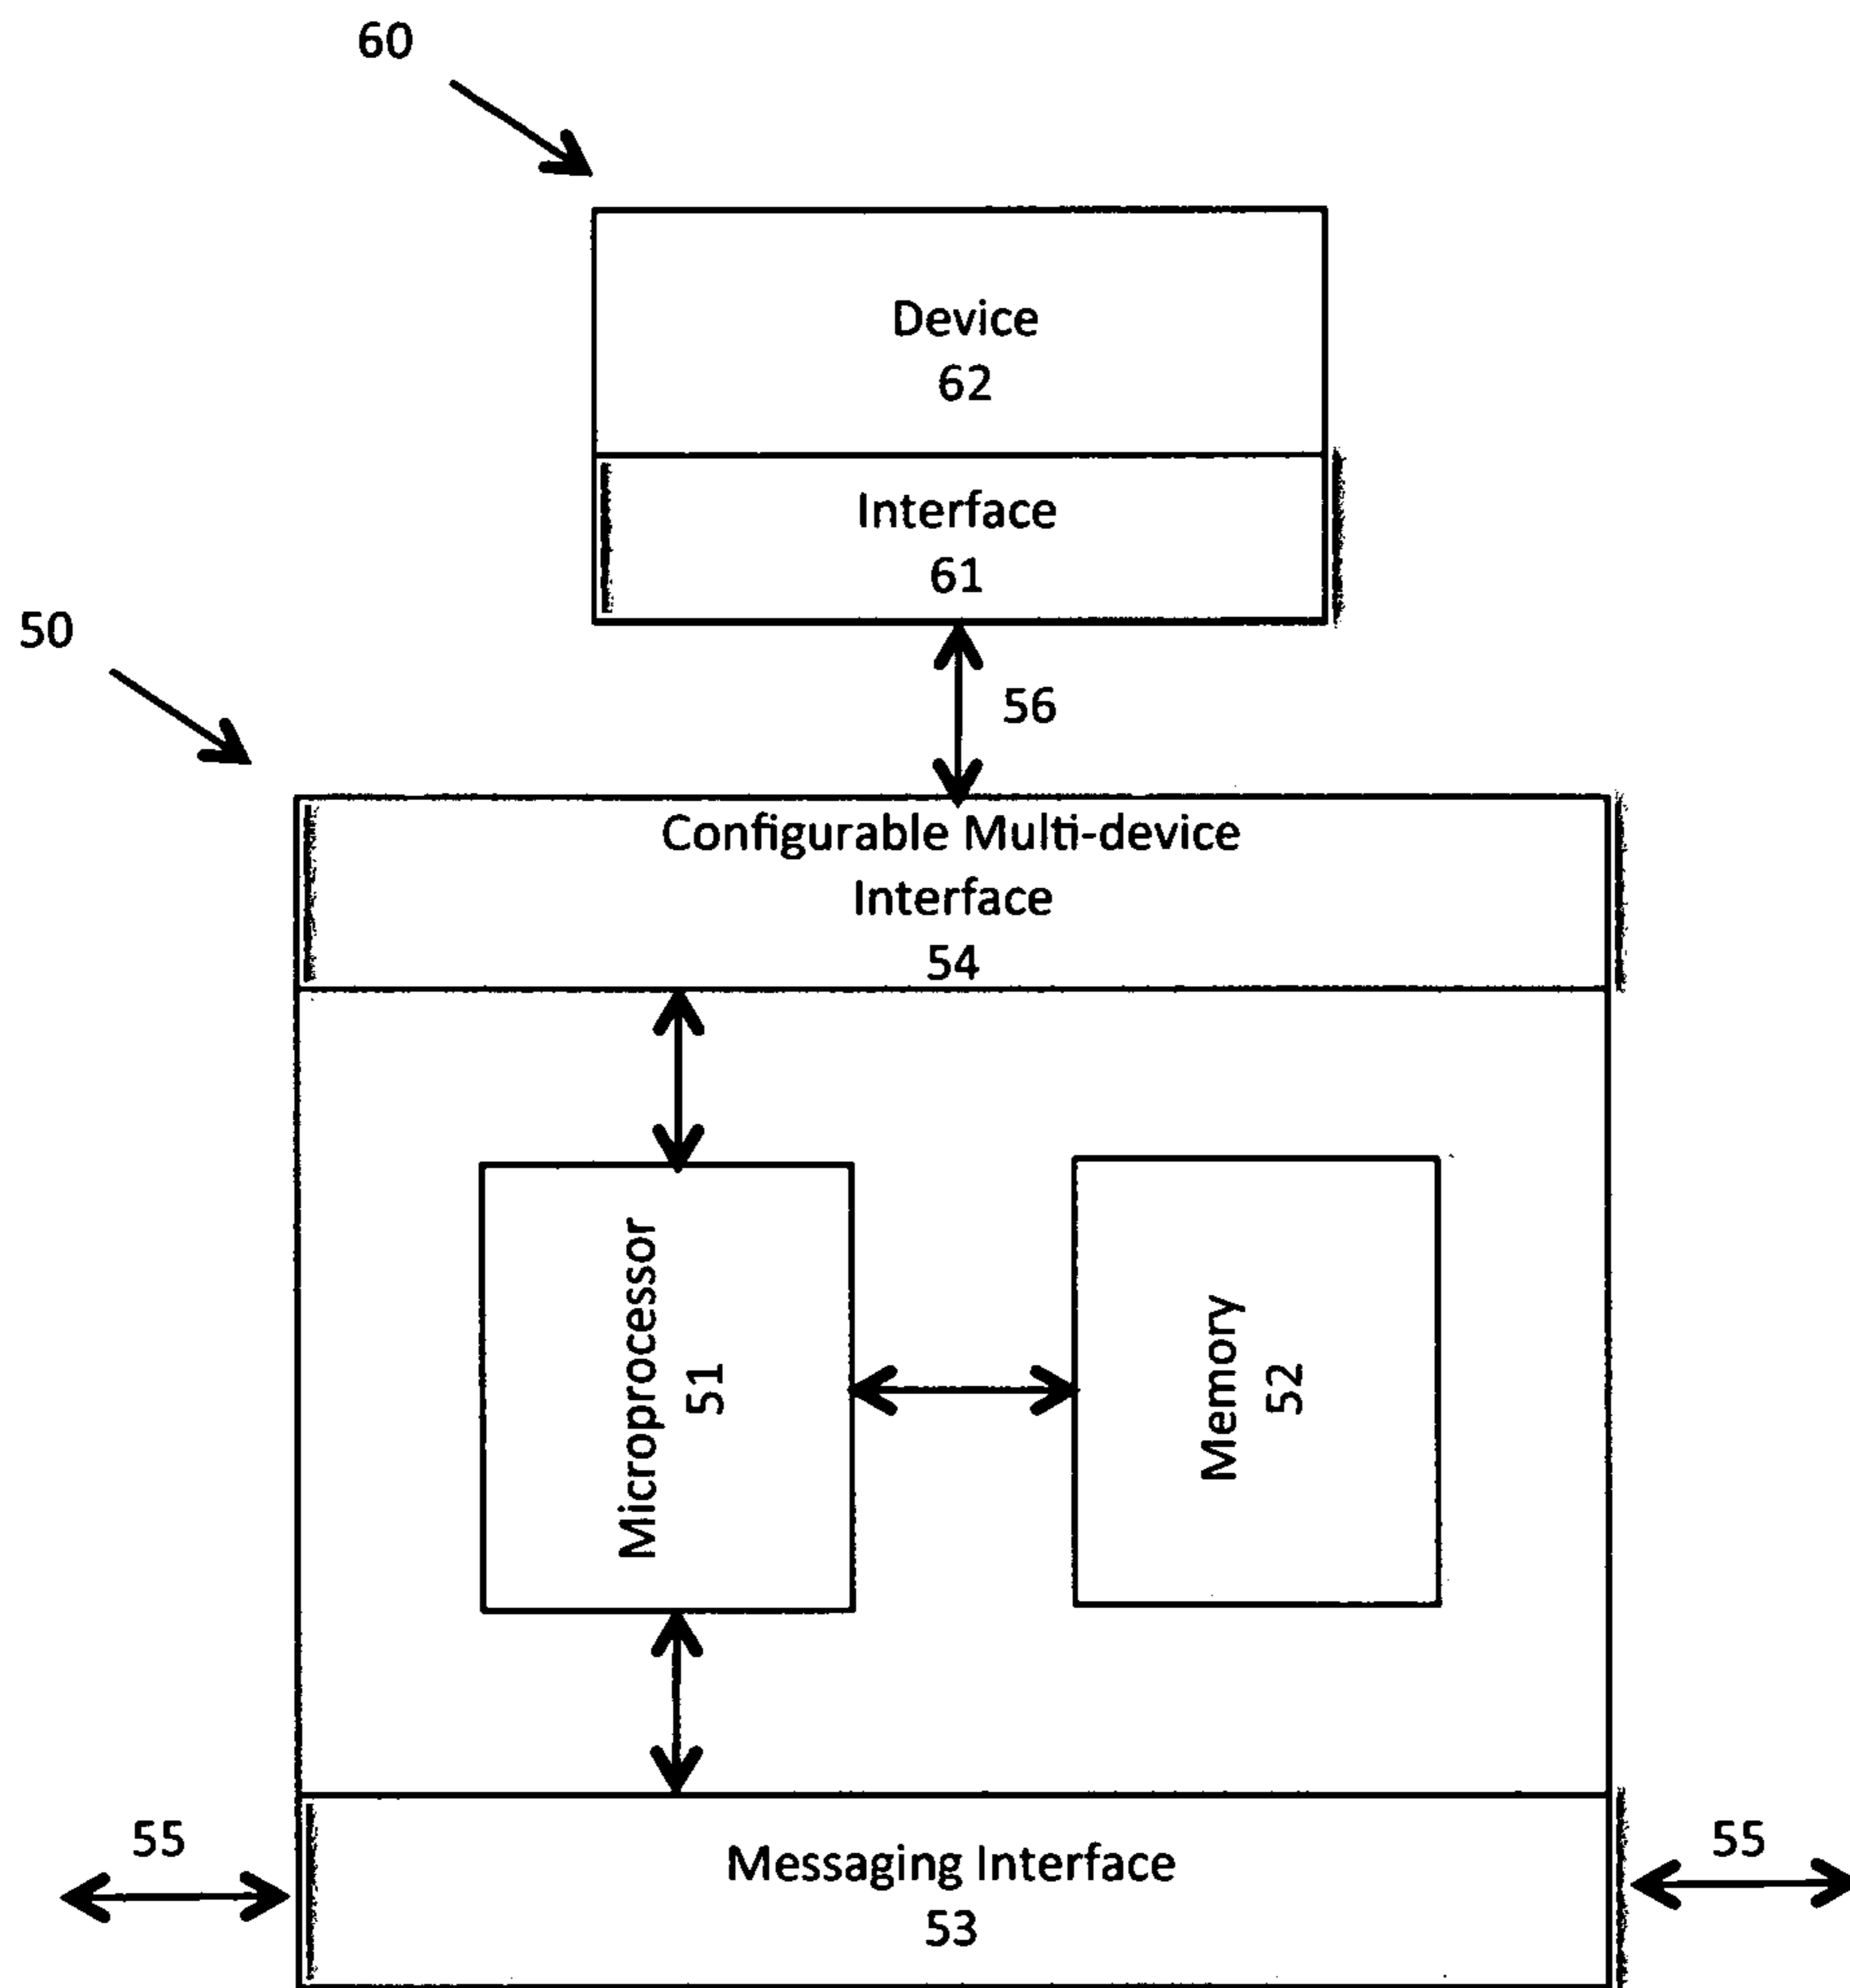 60
Device
62
Interface
61
50
56
Configurable Multi-device
Interface
54
Microprocessor
51
Memory
52
55
Messaging Interface
53
55